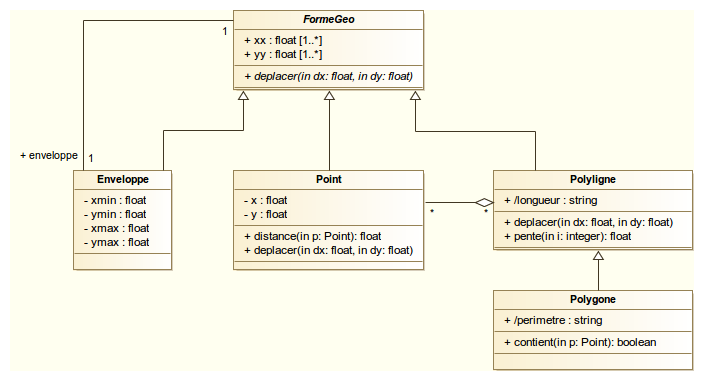 FormeGeo
+ xx : float [1..*]
+ yy : float [1..*]
+ deplacer(in dx: float, in dy: float)
1
+ enveloppe
1
Enveloppe
- xmin : float
- ymin : float
- xmax : float
- ymax : float
Point
- x : float
- y : float
+ distance(in p: Point): float
+ deplacer(in dx: float, in dy: float)
*
*
Polyligne
+ /longueur : string
+ deplacer(in dx: float, in dy: float)
+ pente(in i: integer): float
Polygone
+ /perimetre : string
+ contient(in p: Point): boolean